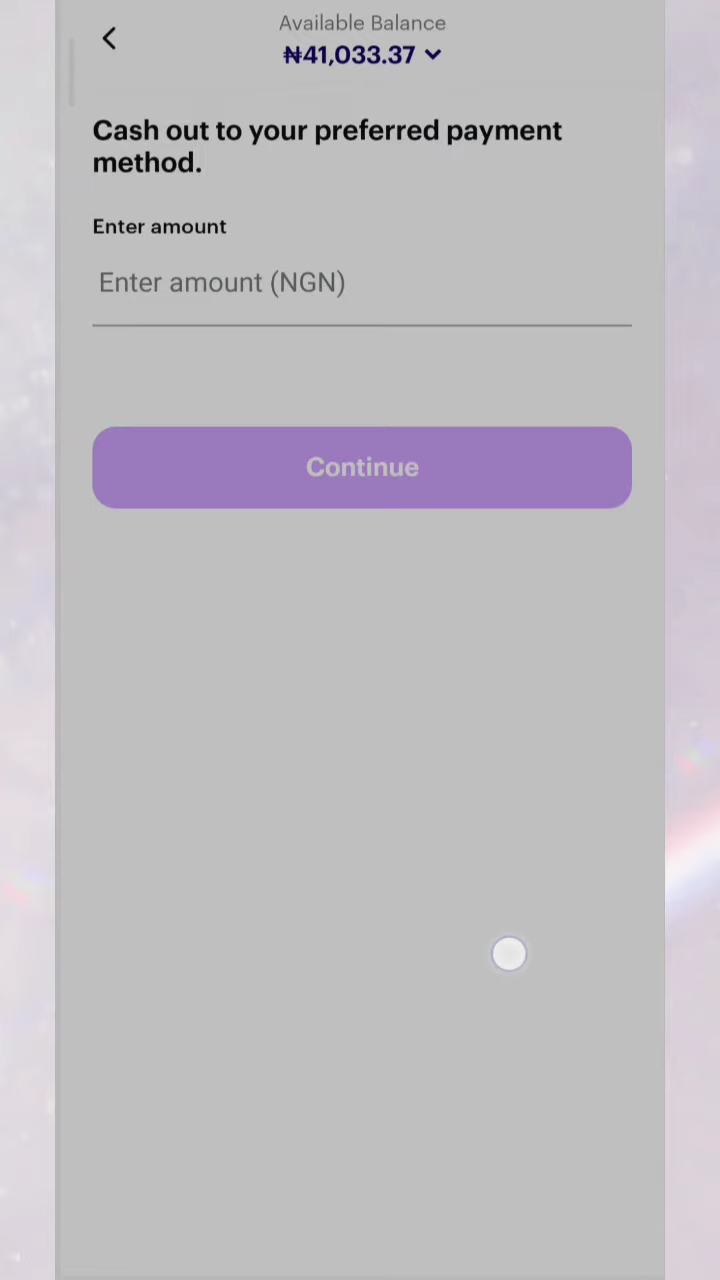 Available Balance
₦41,033.37
Cash out to your preferred payment
method.
Enter amount
Enter amount (NGN)
Continue